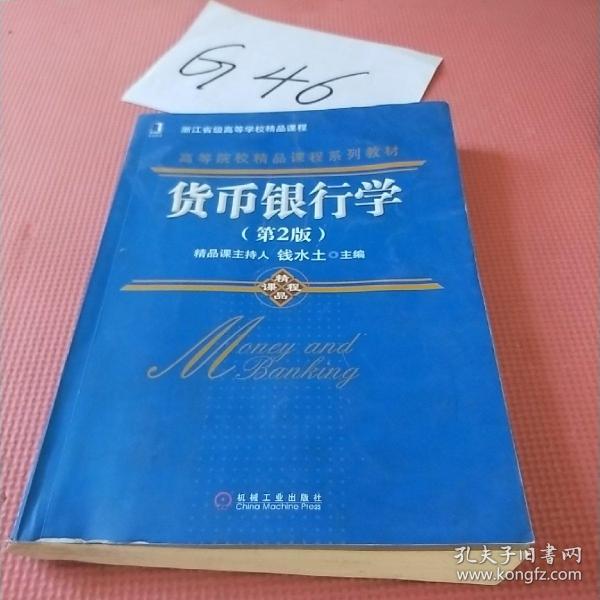 G146
浙江省级高等学校精品课程
高等院校精品课程系列教材
货币银行学
（第2版）
精品课主持人 钱水土 主编
精
课 程
品
Money and
Banking
机械工业出版社
China Machine Press
孔夫子旧书网
www.kongfz.com